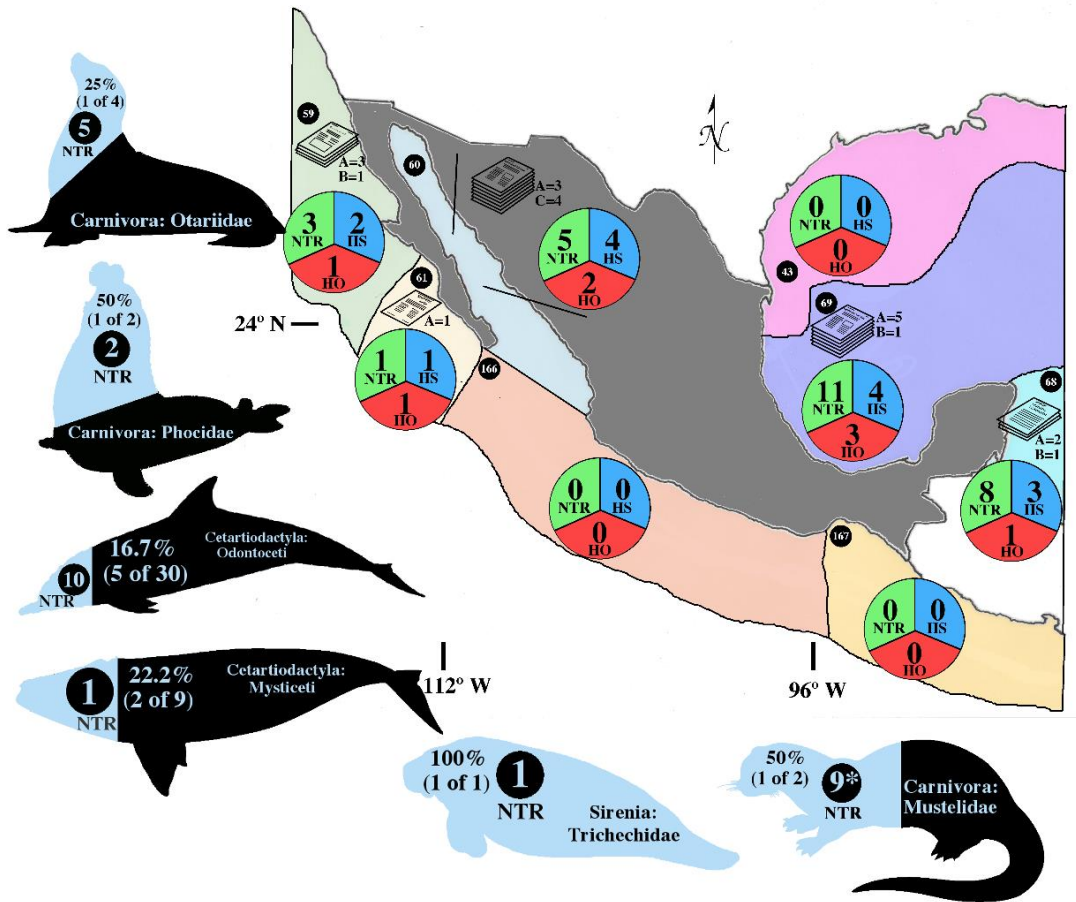 25%
(1 of 4)
5
NTR
Carnivora: Otariidae
50%
(1 of 2)
2
NTR
Carnivora: Phocidae
16.7%
(5 of 30)
10
NTR
Cetartiodactyla:
Odontoceti
22.2%
(2 of 9)
1
NTR
Cetartiodactyla:
Mysticeti
100%
(1 of 1)
1
NTR
Sirenia:
Trichechidae
50%
(1 of 2)
9*
NTR
Carnivora:
Mustelidae
N
59
A=3
B=1
3
NTR
2
HS
1
HO
60
A=3
C=4
5
NTR
4
HS
2
HO
24º N
61
A=1
1
NTR
1
HS
1
HO
43
0
NTR
0
HS
0
HO
69
A=5
B=1
11
NTR
4
HS
3
HO
68
A=2
B=1
8
NTR
3
HS
1
HO
166
0
NTR
0
HS
0
HO
167
0
NTR
0
HS
0
HO
112º W
96º W